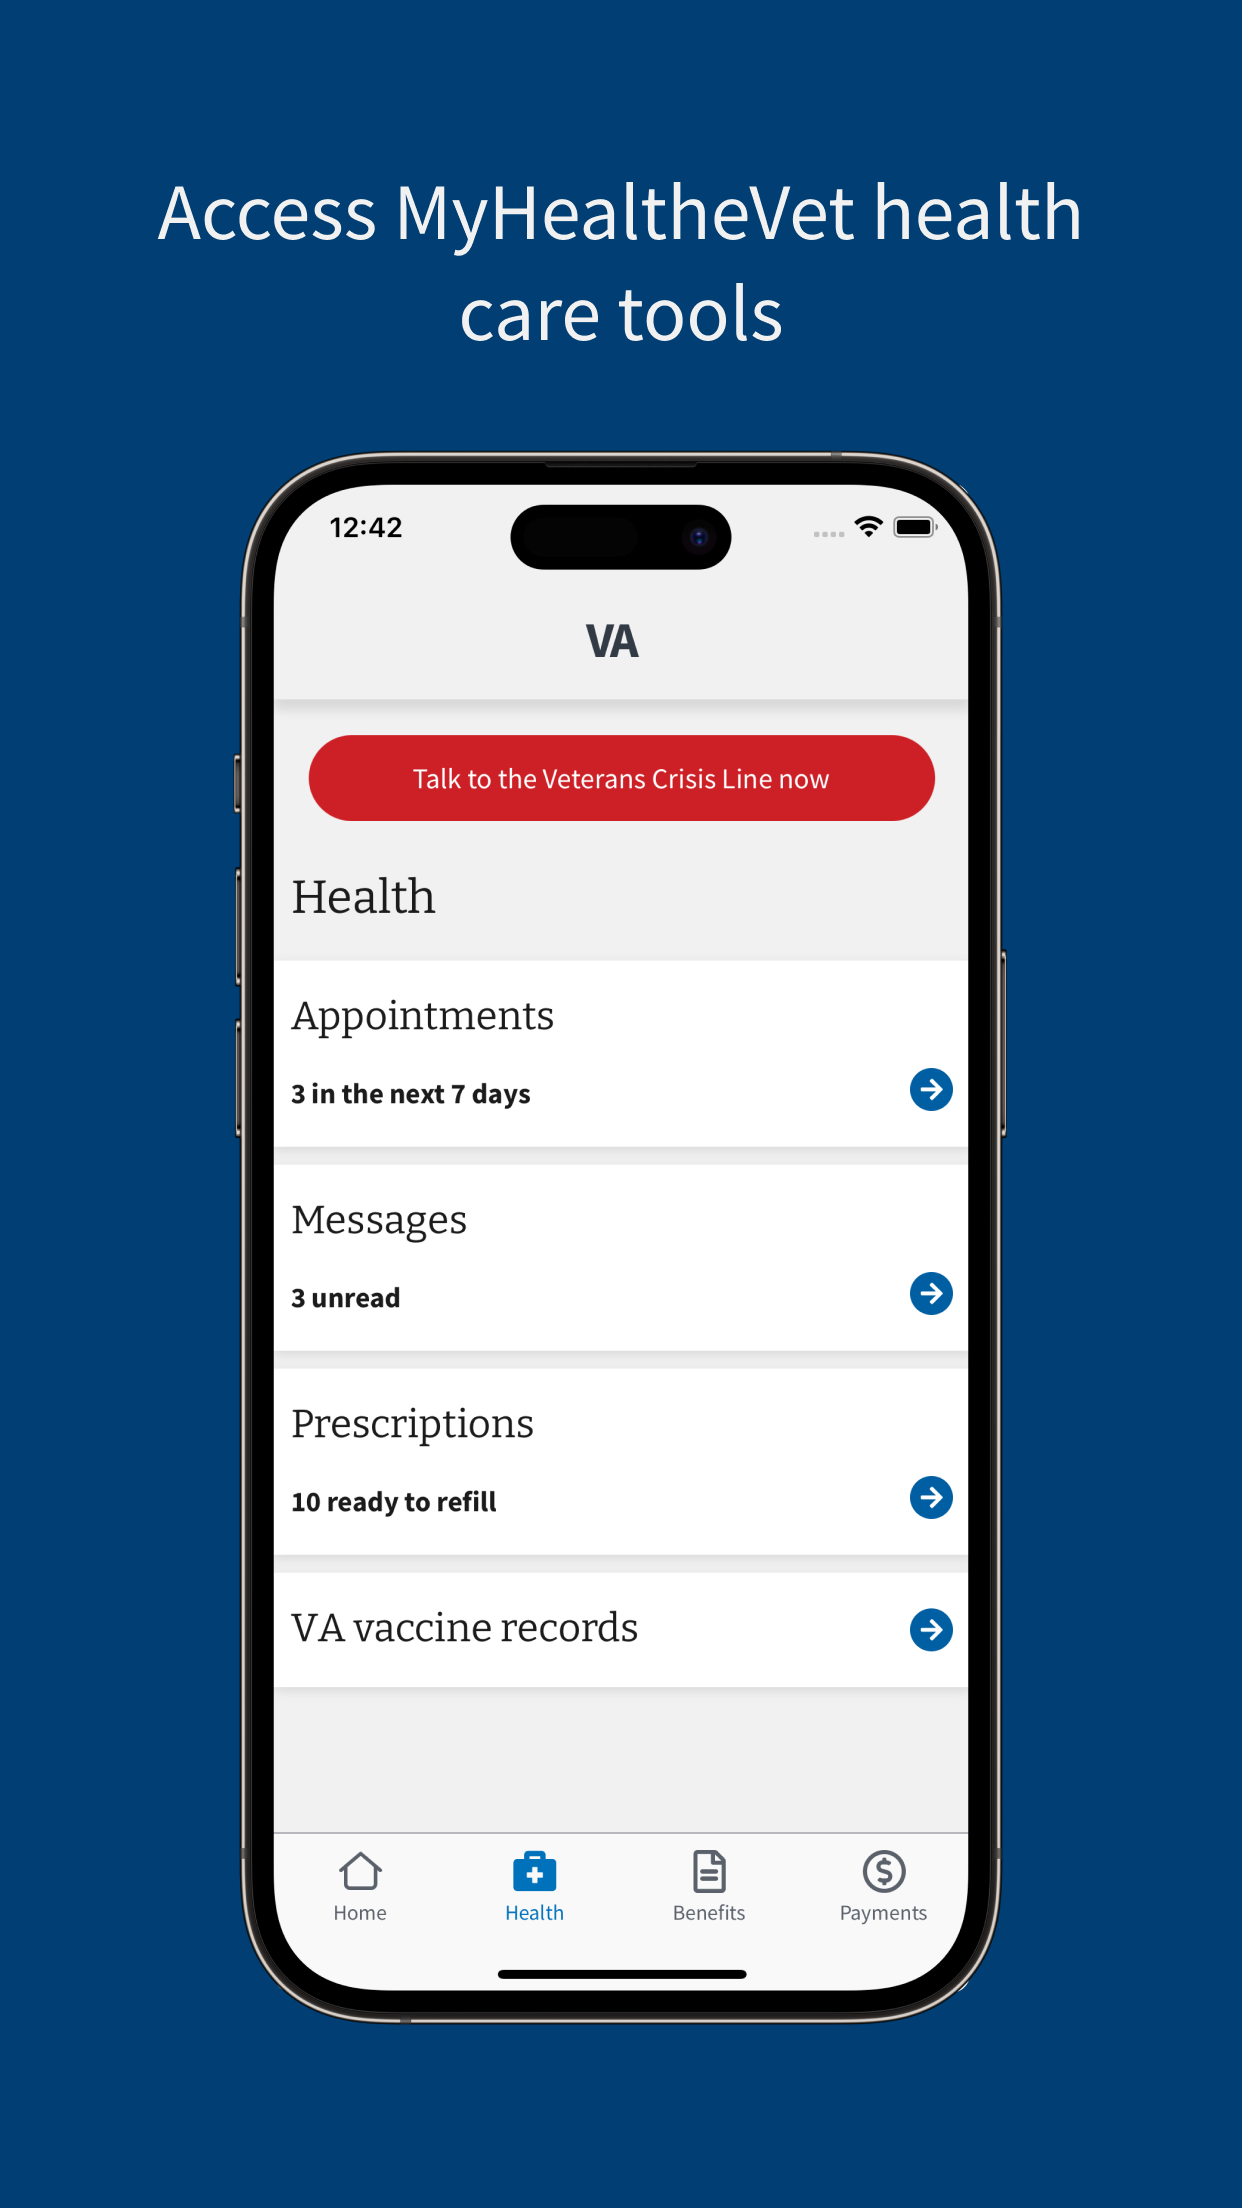 Access MyHealtheVet health
care tools
12:42
VA
Talk to the Veterans Crisis Line now
Health
Appointments
3 in the next 7 days
Messages
3 unread
Prescriptions
10 ready to refill
VA vaccine records
Home
Health
Benefits
Payments